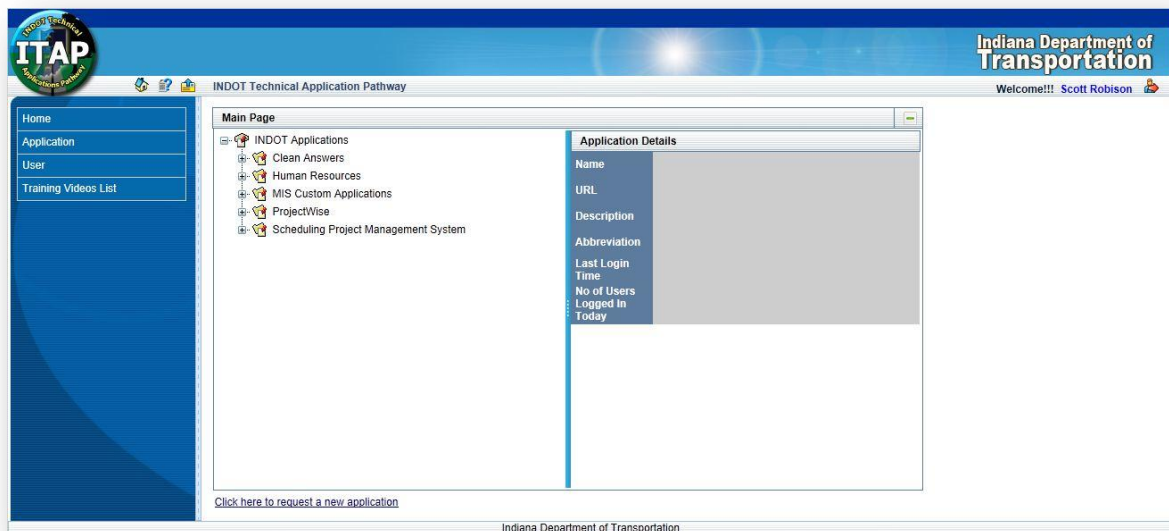 INDOT Technical
ITAP
Applications Pathway
Indiana Department of
Transportation
INDOT Technical Application Pathway
Welcome!!! Scott Robison
Home
Application
User
Training Videos List
Main Page
INDOT Applications
Clean Answers
Human Resources
MIS Custom Applications
ProjectWise
Scheduling Project Management System
Application Details
Name
URL
Description
Abbreviation
Last Login
Time
No of Users
Logged In
Today
Click here to request a new application
Indiana Department of Transportation